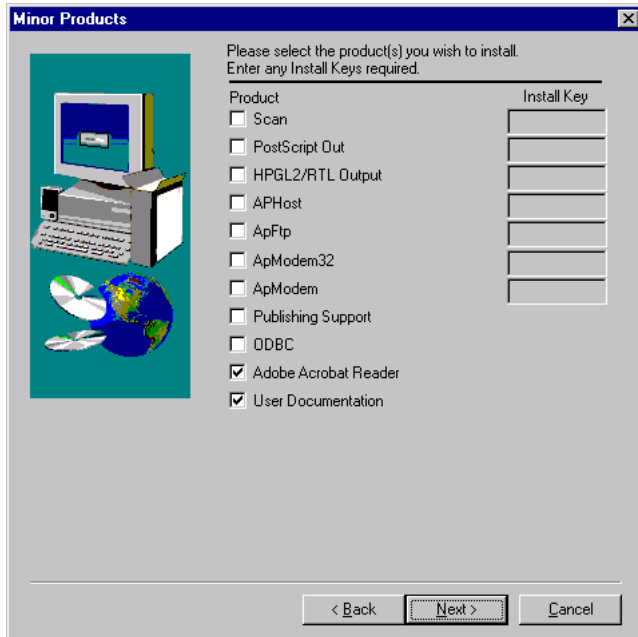 Minor Products
Please select the product(s) you wish to install.
Enter any Install Keys required.
Product Install Key
Scan
PostScript Out
HPGL2/RTL Output
APHost
ApFtp
ApModem32
ApModem
Publishing Support
ODBC
Adobe Acrobat Reader
User Documentation
< Back Next > Cancel